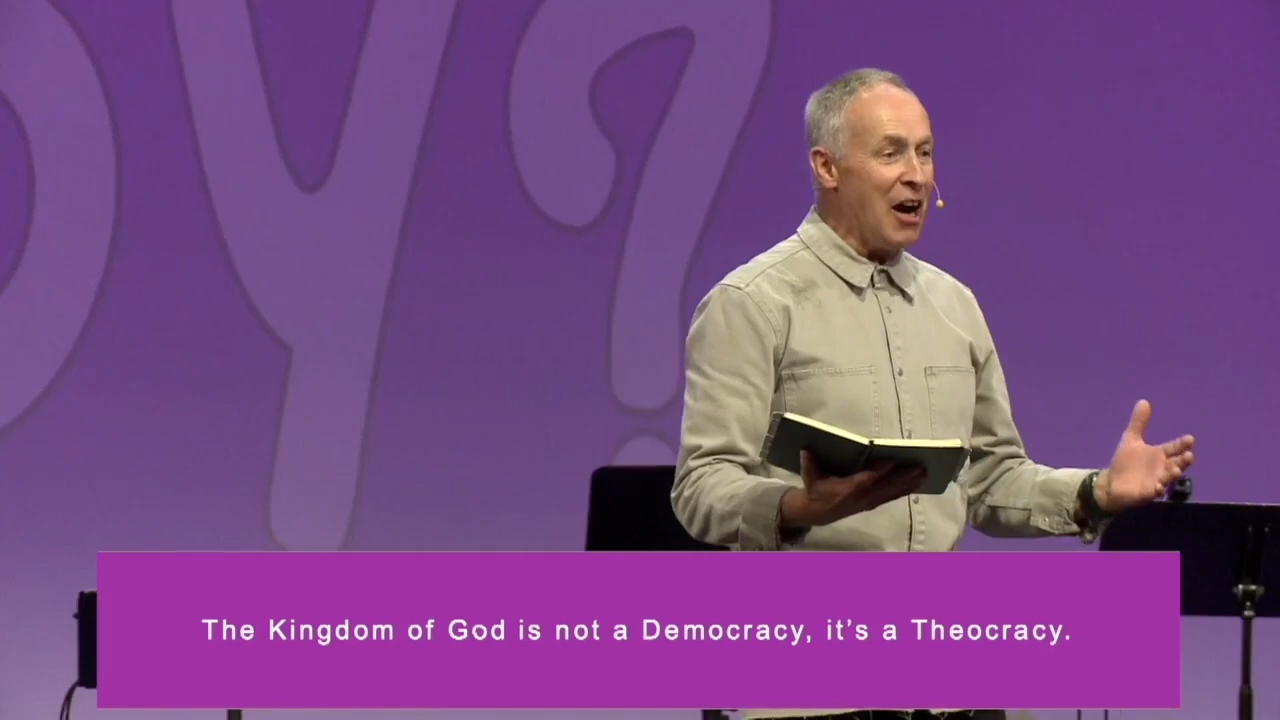 y?
The Kingdom of God is not a Democracy, it’s a Theocracy.